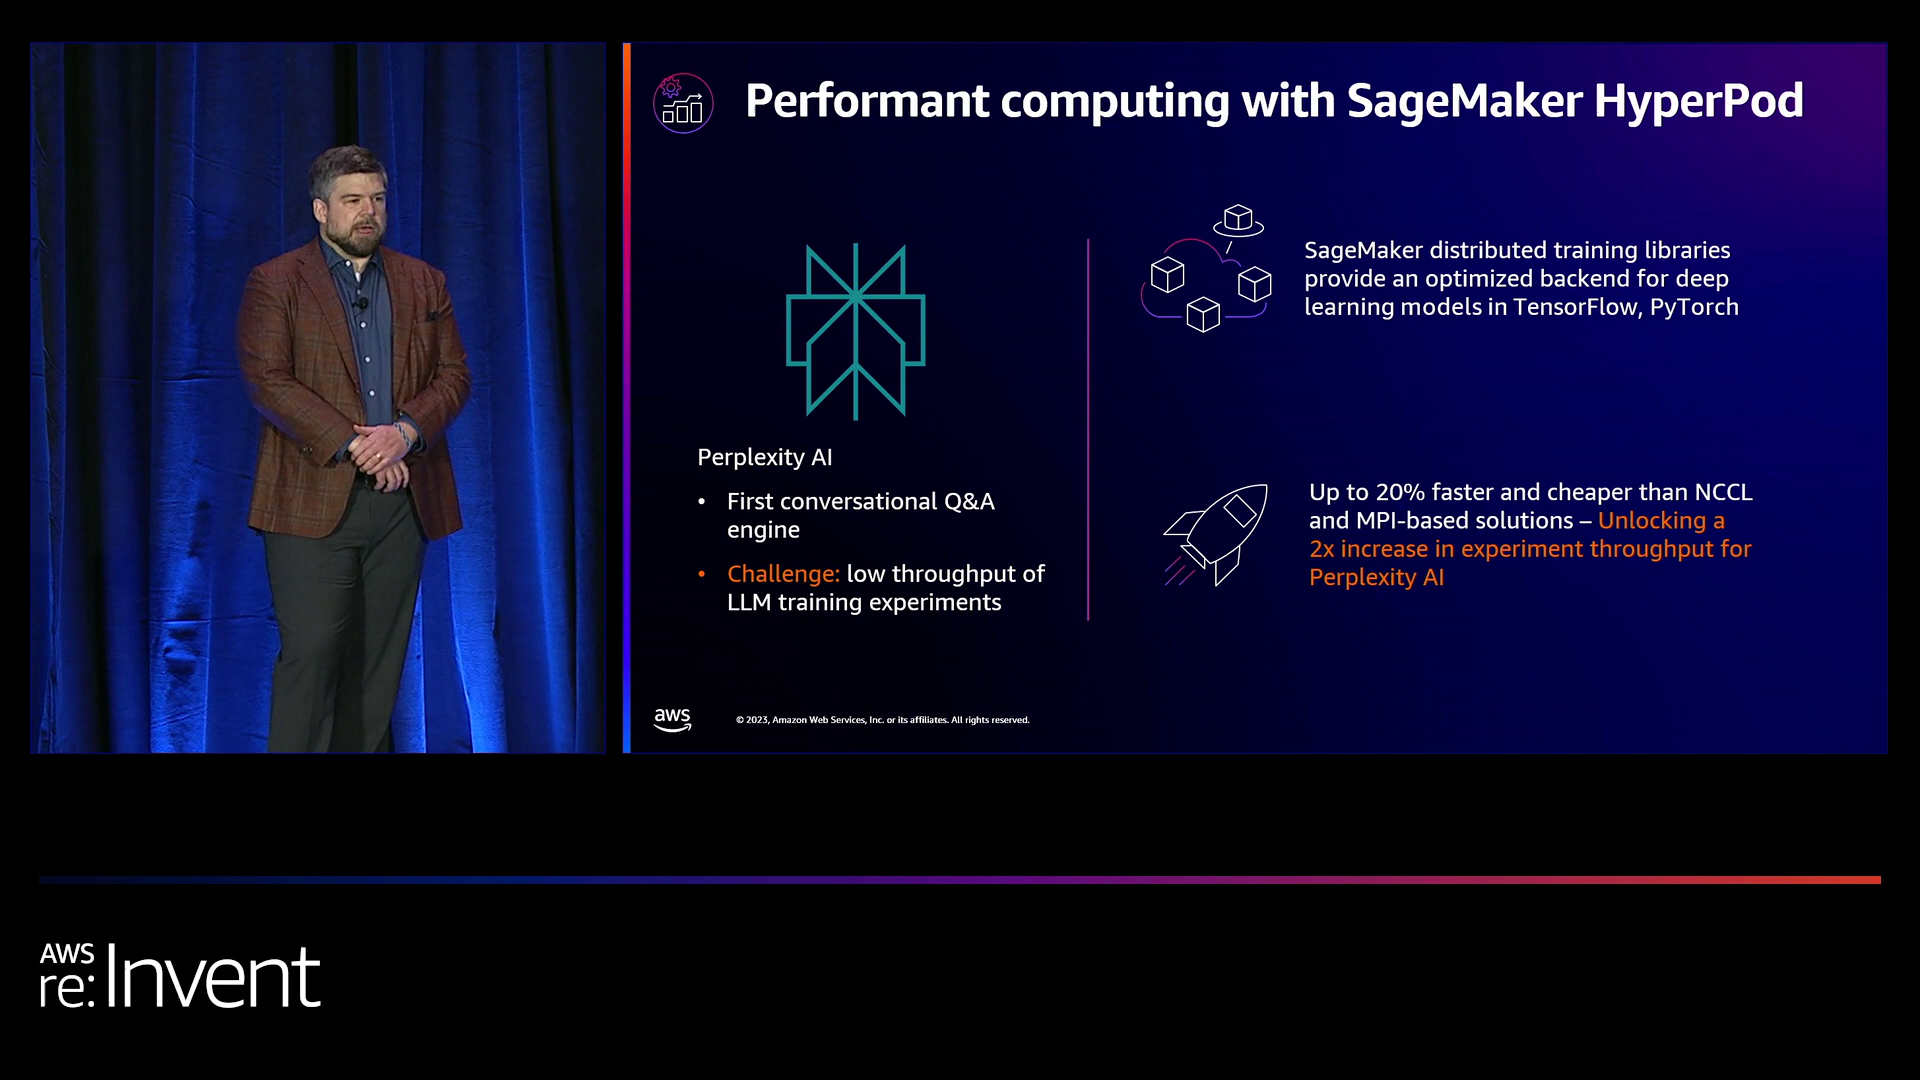 Performant computing with SageMaker HyperPod
Perplexity AI
• First conversational Q&A
engine
• Challenge: low throughput of
LLM training experiments
SageMaker distributed training libraries
provide an optimized backend for deep
learning models in TensorFlow, PyTorch
Up to 20% faster and cheaper than NCCL
and MPI-based solutions – Unlocking a
2x increase in experiment throughput for
Perplexity AI
aws
© 2023, Amazon Web Services, Inc. or its affiliates. All rights reserved.
AWS
re:Invent